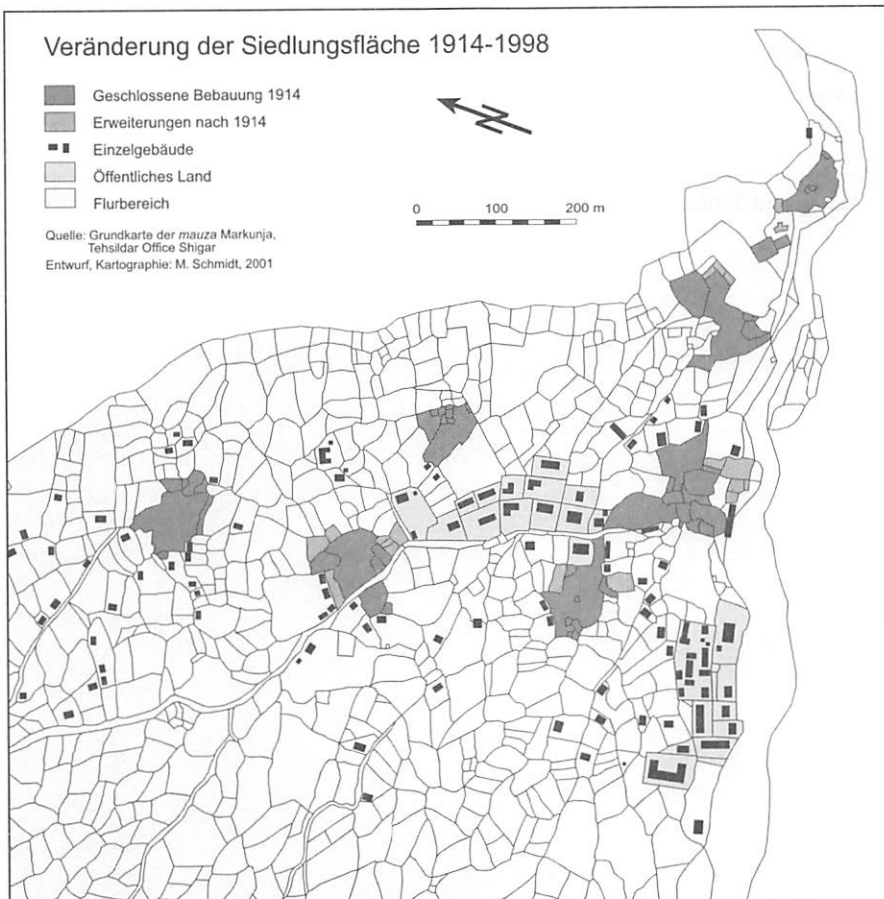 Veränderung der Siedlungsfläche 1914-1998
Geschlossene Bebauung 1914
Erweiterungen nach 1914
Einzelgebäude
Öffentliches Land
Flurbereich
Quelle: Grundkarte der mauza Markunja,
Tehsildar Office Shigar
Entwurf, Kartographie: M. Schmidt, 2001
N
0 100 200 m